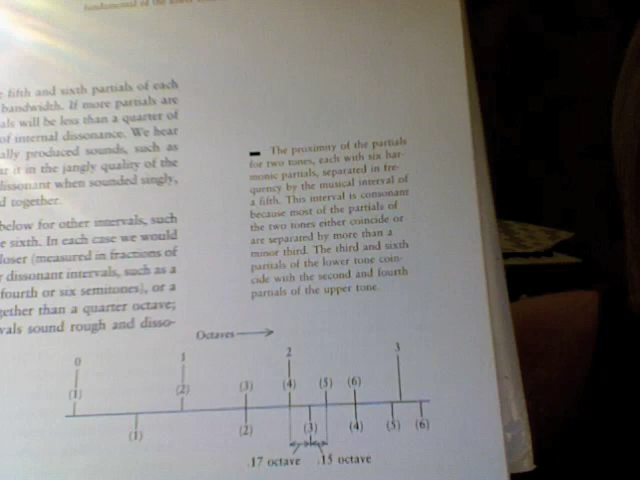 fundamental of the lower
fifth and sixth partials of each
bandwidth. If more partials are
als will be less than a quarter of
of internal dissonance. We hear
ally produced sounds, such as
r it in the jangly quality of the
dissonant when sounded singly,
d together.
below for other intervals, such
e sixth. In each case we would
loser (measured in fractions of
r dissonant intervals, such as a
fourth or six semitones), or a
gether than a quarter octave;
vals sound rough and disso-
The proximity of the partials
for two tones, each with six har-
monic partials, separated in fre-
quency by the musical interval of
a fifth. This interval is consonant
because most of the partials of
the two tones either coincide or
are separated by more than a
minor third. The third and sixth
partials of the lower tone coin-
cide with the second and fourth
partials of the upper tone.
Octaves
0 1 2 3
(1) (2) (3) (4) (5) (6)
(1) (2) (3) (4) (5) (6)
.17 octave .15 octave